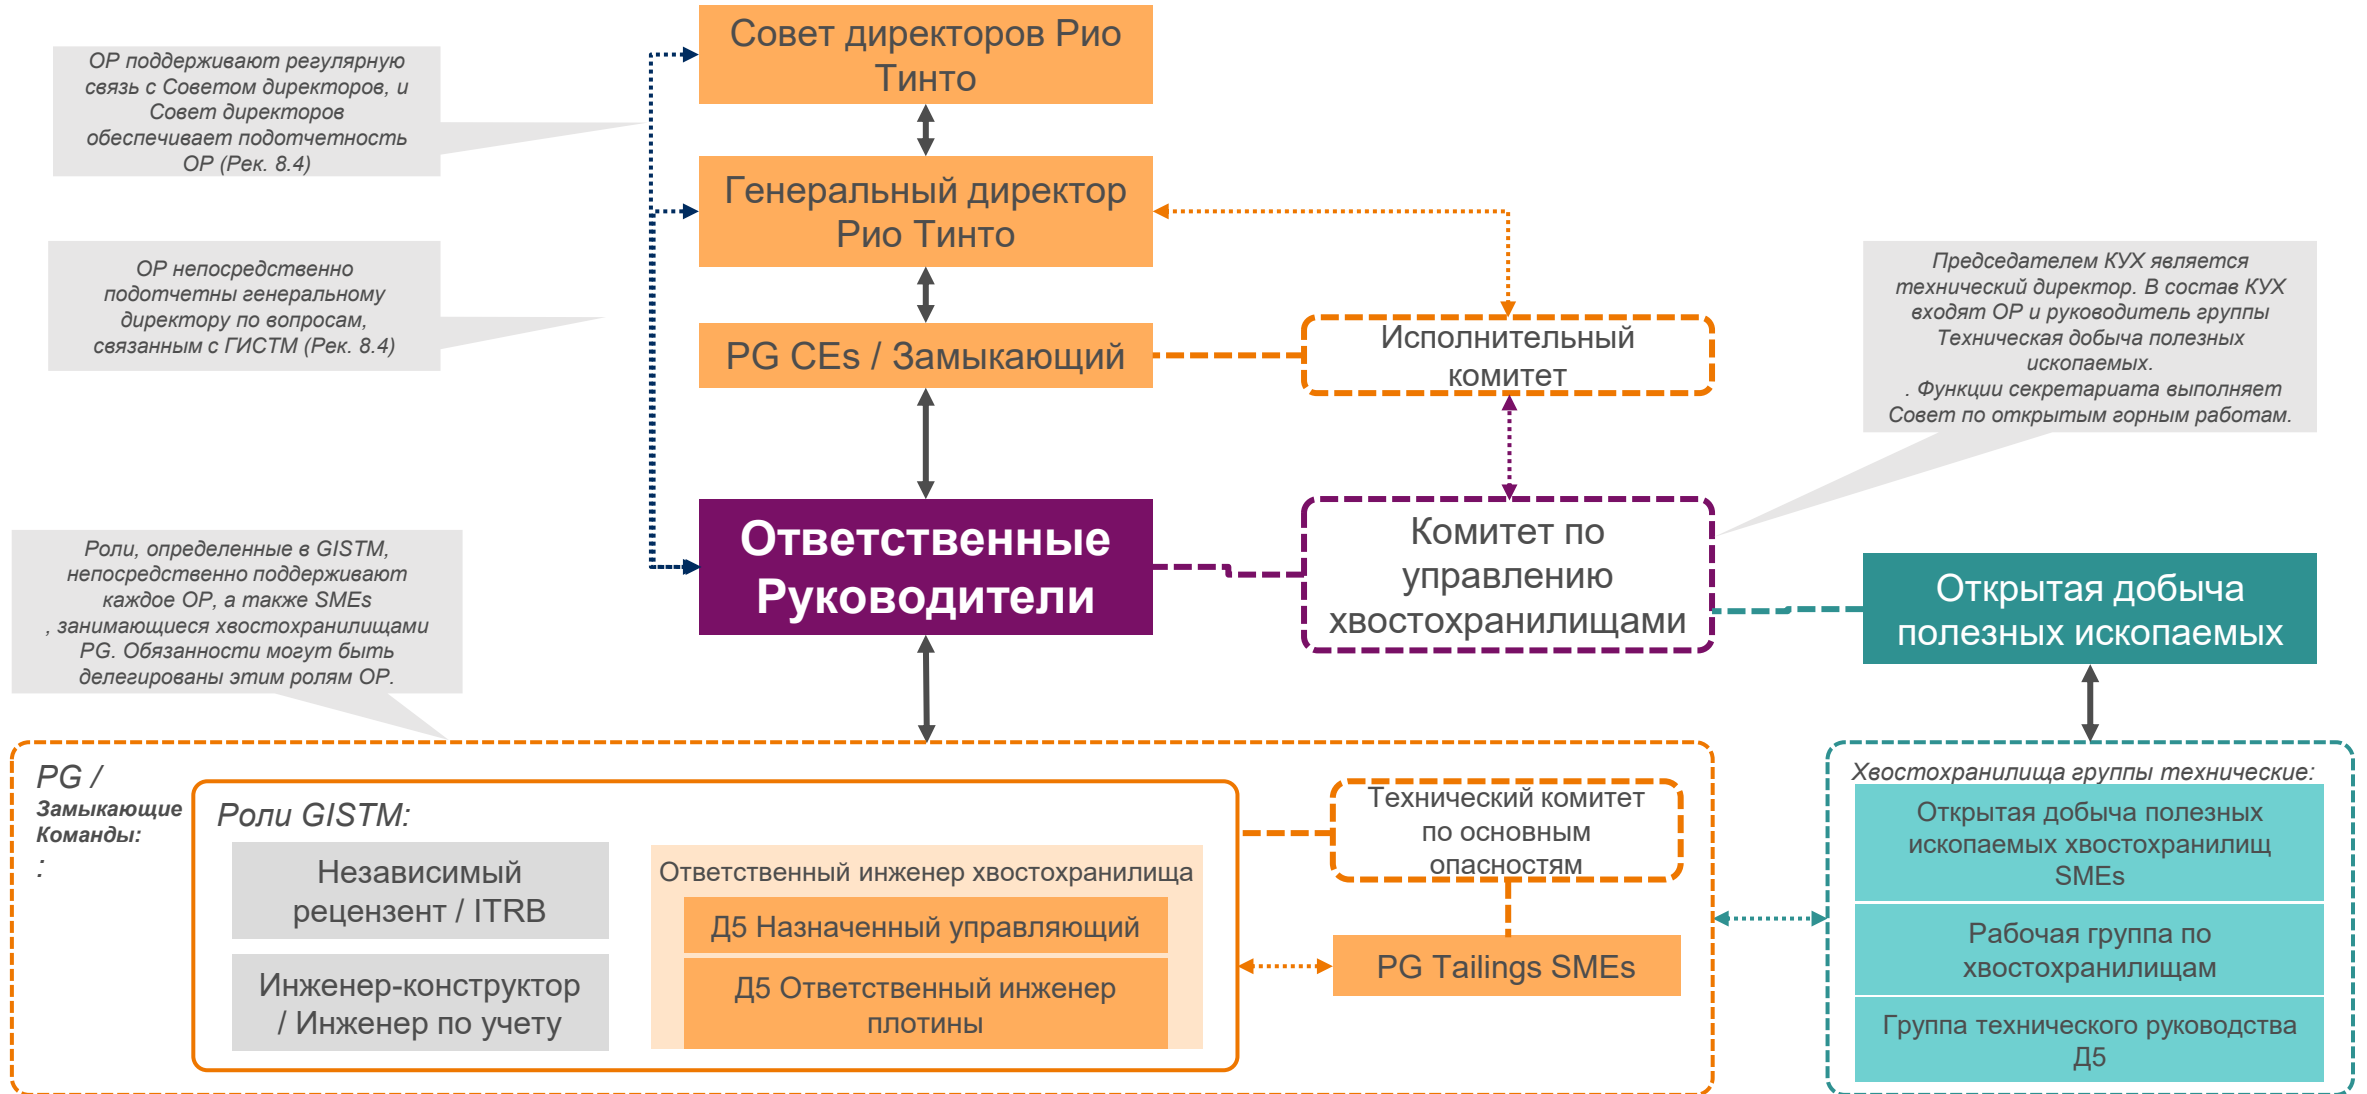 Совет директоров Рио
Тинто
ОР поддерживают регулярную
связь с Советом директоров, и
Совет директоров
обеспечивает подотчетность
ОР (Рек. 8.4)
Генеральный директор
Рио Тинто
ОР непосредственно
подотчетны генеральному
директору по вопросам,
связанным с ГИСТМ (Рек. 8.4)
Председателем КУХ является
технический директор. В состав КУХ
входят ОР и руководитель группы
Техническая добыча полезных
ископаемых.
. Функции секретариата выполняет
Совет по открытым горным работам.
PG CEs / Замыкающий
Исполнительный
комитет
Ответственные
Руководители
Комитет по
управлению
хвостохранилищами
Открытая добыча
полезных ископаемых
Роли, определенные в GISTM,
непосредственно поддерживают
каждое ОР, а также SMEs
, занимающиеся хвостохранилищами
PG. Обязанности могут быть
делегированы этим ролям ОР.
PG /
Замыкающие
Команды:
:
Роли GISTM:
Независимый
рецензент / ITRB
Инженер-конструктор
/ Инженер по учету
Ответственный инженер хвостохранилища
Д5 Назначенный управляющий
Д5 Ответственный инженер
плотины
Технический комитет
по основным
опасностям
PG Tailings SMEs
Хвостохранилища группы технические:
Открытая добыча полезных
ископаемых хвостохранилищ
SMEs
Рабочая группа по
хвостохранилищам
Группа технического руководства
Д5